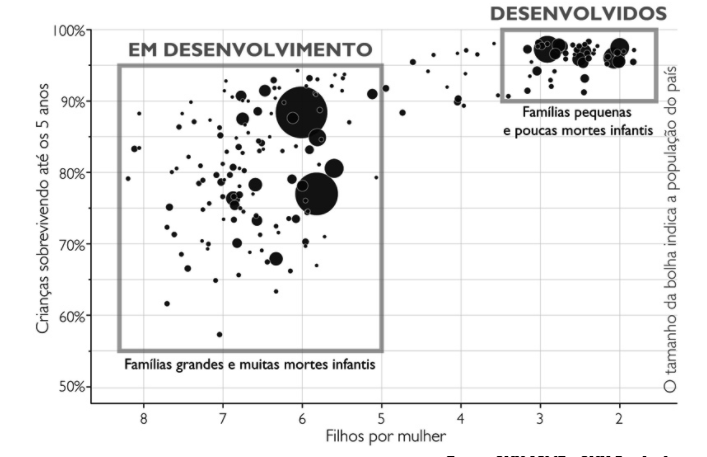 DESENVOLVIDOS
EM DESENVOLVIMENTO
100%
90%
80%
70%
60%
50%
Crianças sobrevivendo até os 5 anos
Famílias pequenas
e poucas mortes infantis
O tamanho da bolha indica a população do país
Famílias grandes e muitas mortes infantis
8 7 6 5 4 3 2
Filhos por mulher